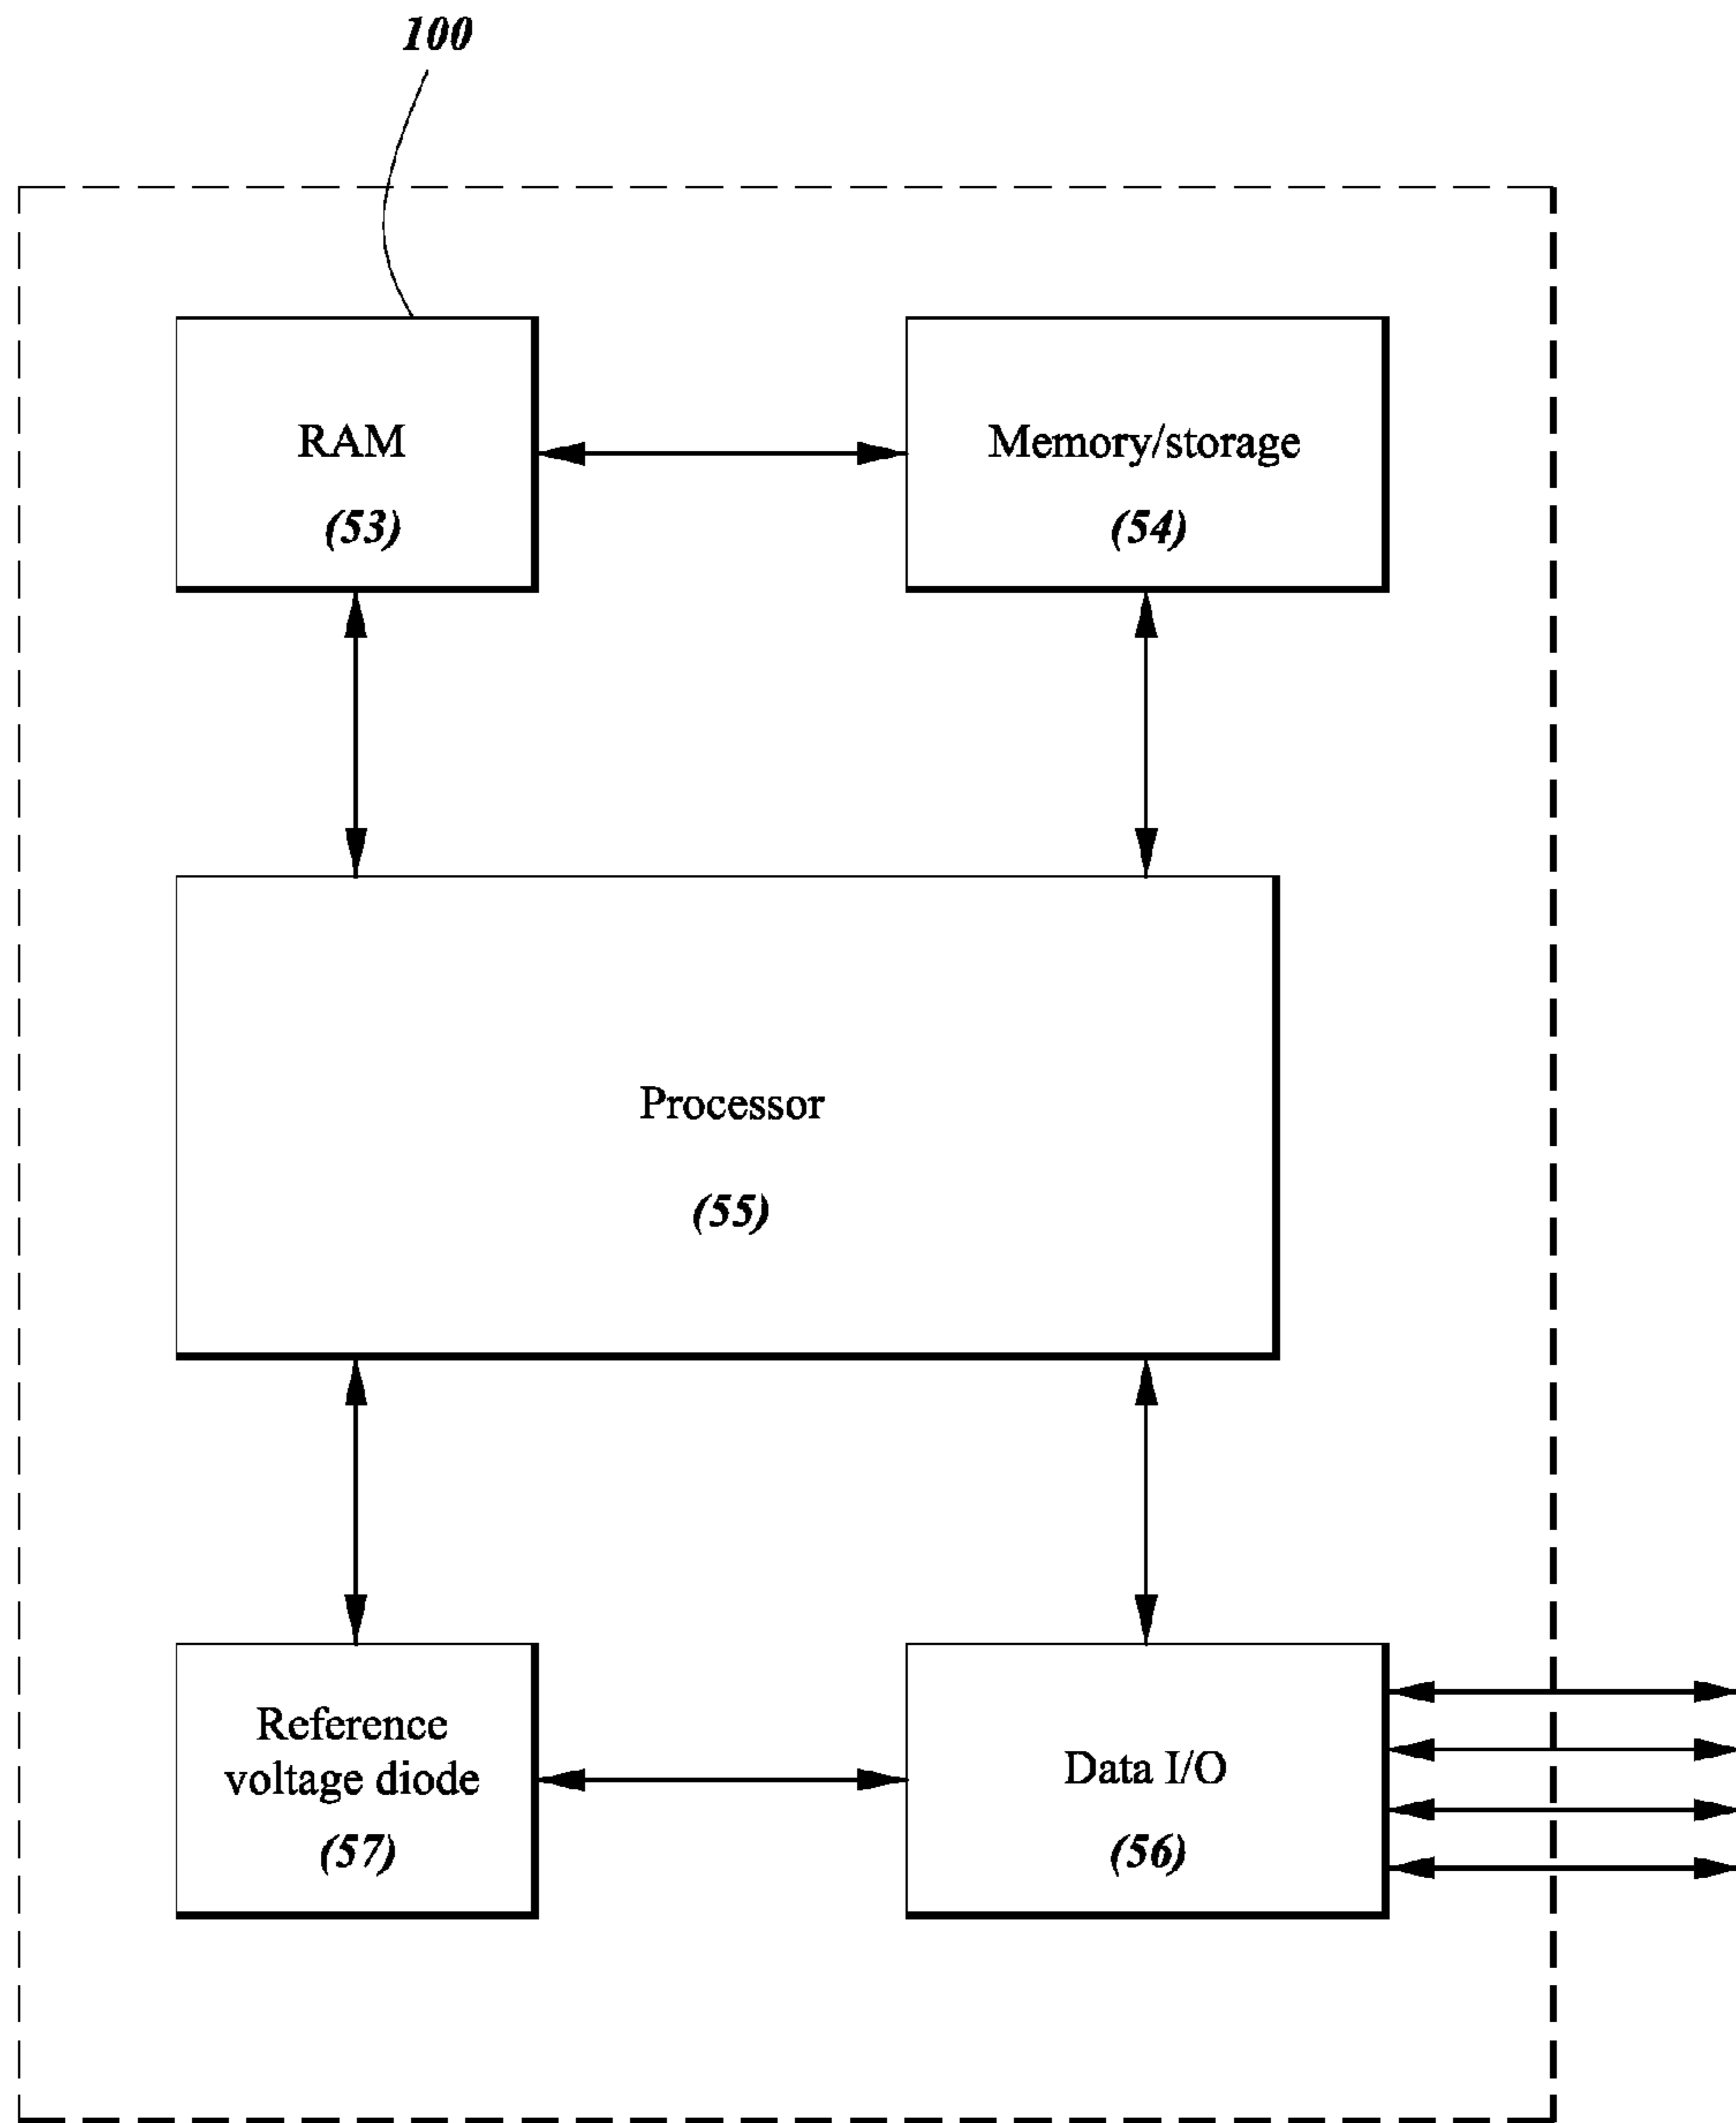 100
RAM
(53)
Memory/storage
(54)
Processor
(55)
Reference
voltage diode
(57)
Data I/O
(56)